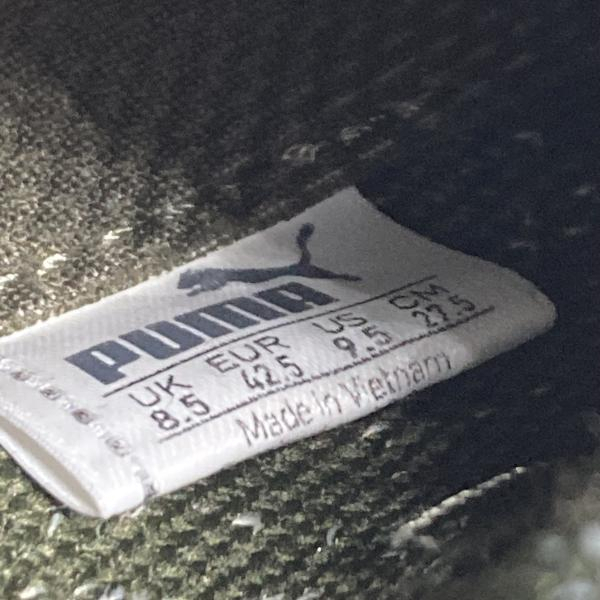 PUMA
UK EUR US CM
8.5 42.5 9.5 27.5
Made in Vietnam